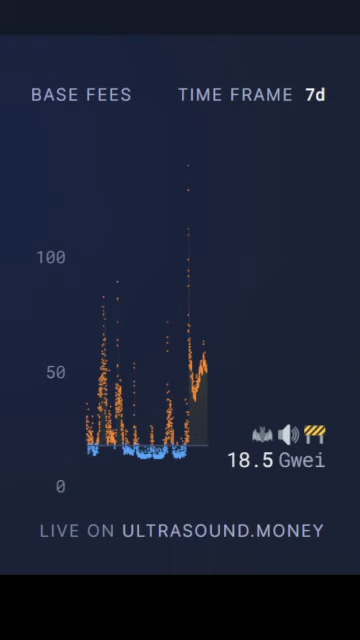 BASE FEES TIME FRAME 7d
100
50
18.5 Gwei
0
LIVE ON ULTRASOUND.MONEY